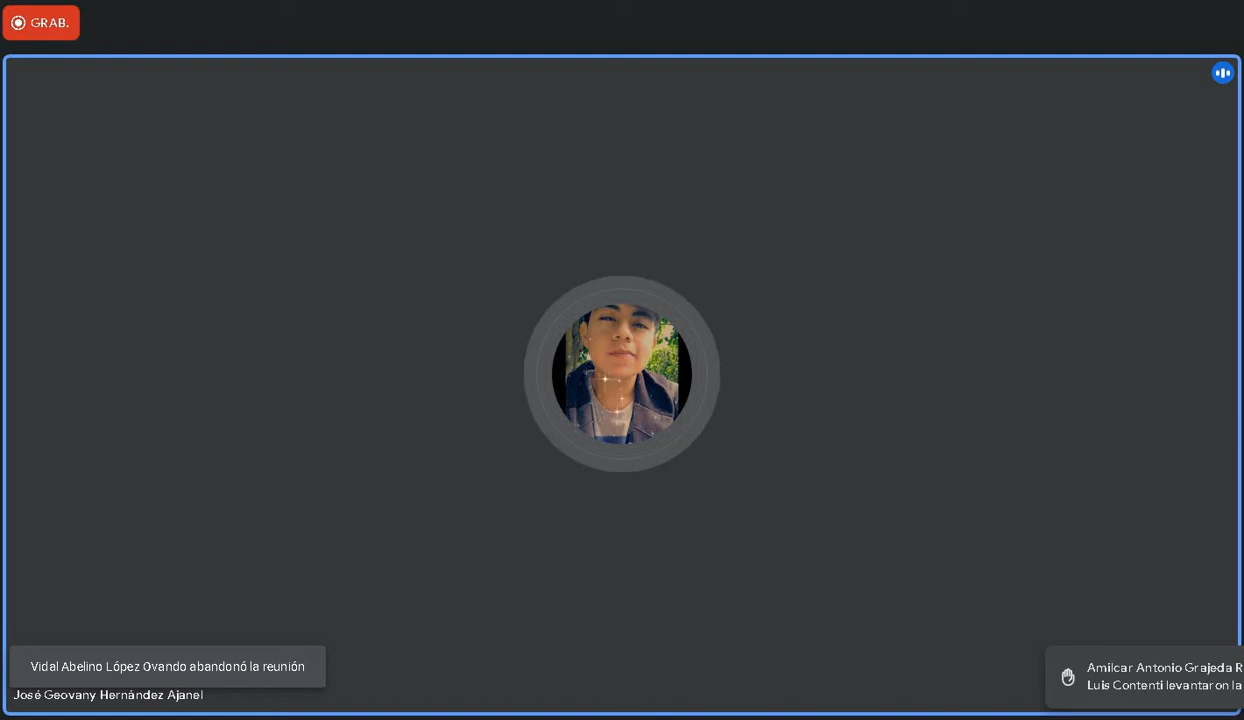 GRAB.
Vidal Abelino López Ovando abandonó la reunión
José Geovany Hernández Ajanel
Amilcar Antonio Grajeda R
Luis Contenti levantaron la